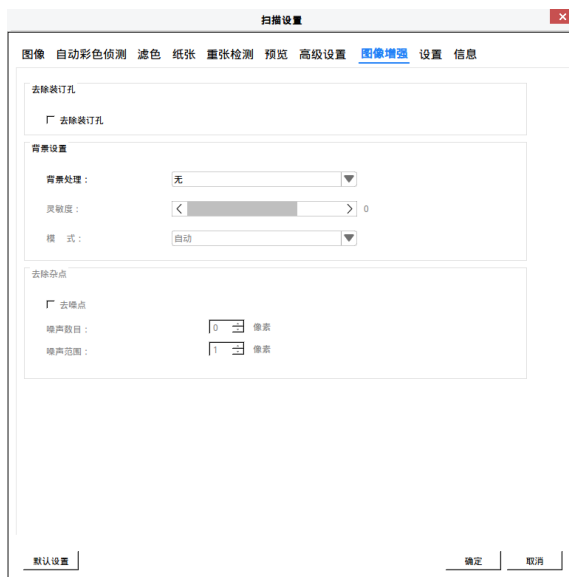 扫描设置
图像 自动彩色侦测 滤色 纸张 重张检测 预览 高级设置 图像增强 设置 信息
去除装订孔
去除装订孔
背景设置
背景处理： 无
灵敏度： 0
模 式： 自动
去除杂点
去噪点
噪声数目： 0 像素
噪声范围： 1 像素
默认设置 确定 取消